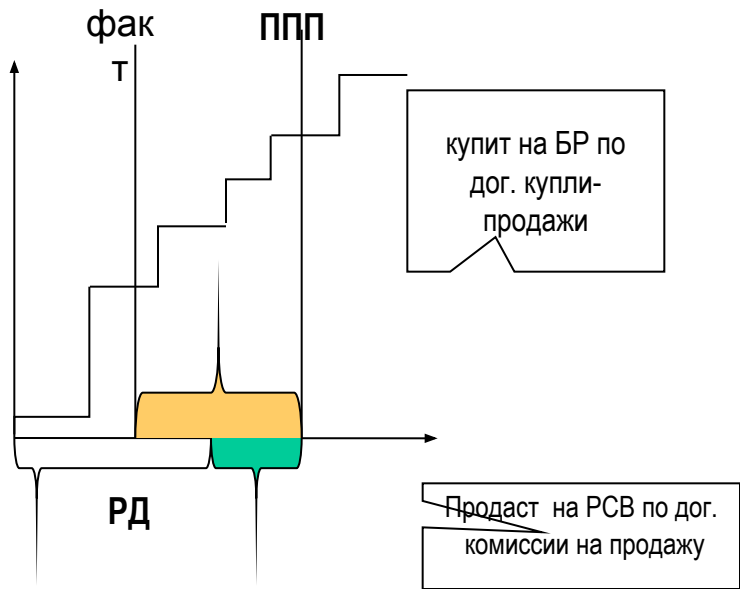 фак
т
ППП
купит на БР по
дог. купли-
продажи
РД
Продаст на РСВ по дог.
комиссии на продажу